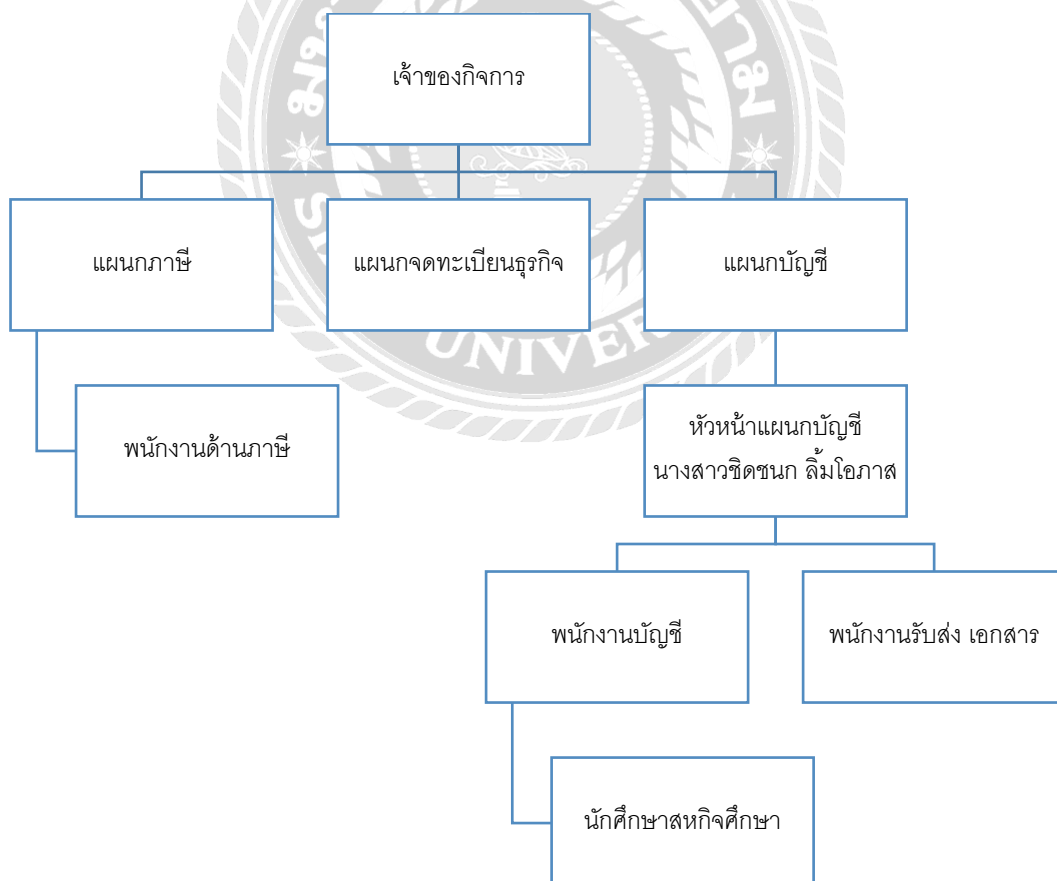 เจ้าของกิจการ
แผนกภาษี
แผนกจดทะเบียนธุรกิจ
แผนกบัญชี
พนักงานด้านภาษี
หัวหน้าแผนกบัญชี
นางสาวชิดชนก ลิ้มโอภาส
พนักงานบัญชี
พนักงานรับส่ง เอกสาร
นักศึกษาสหกิจศึกษา